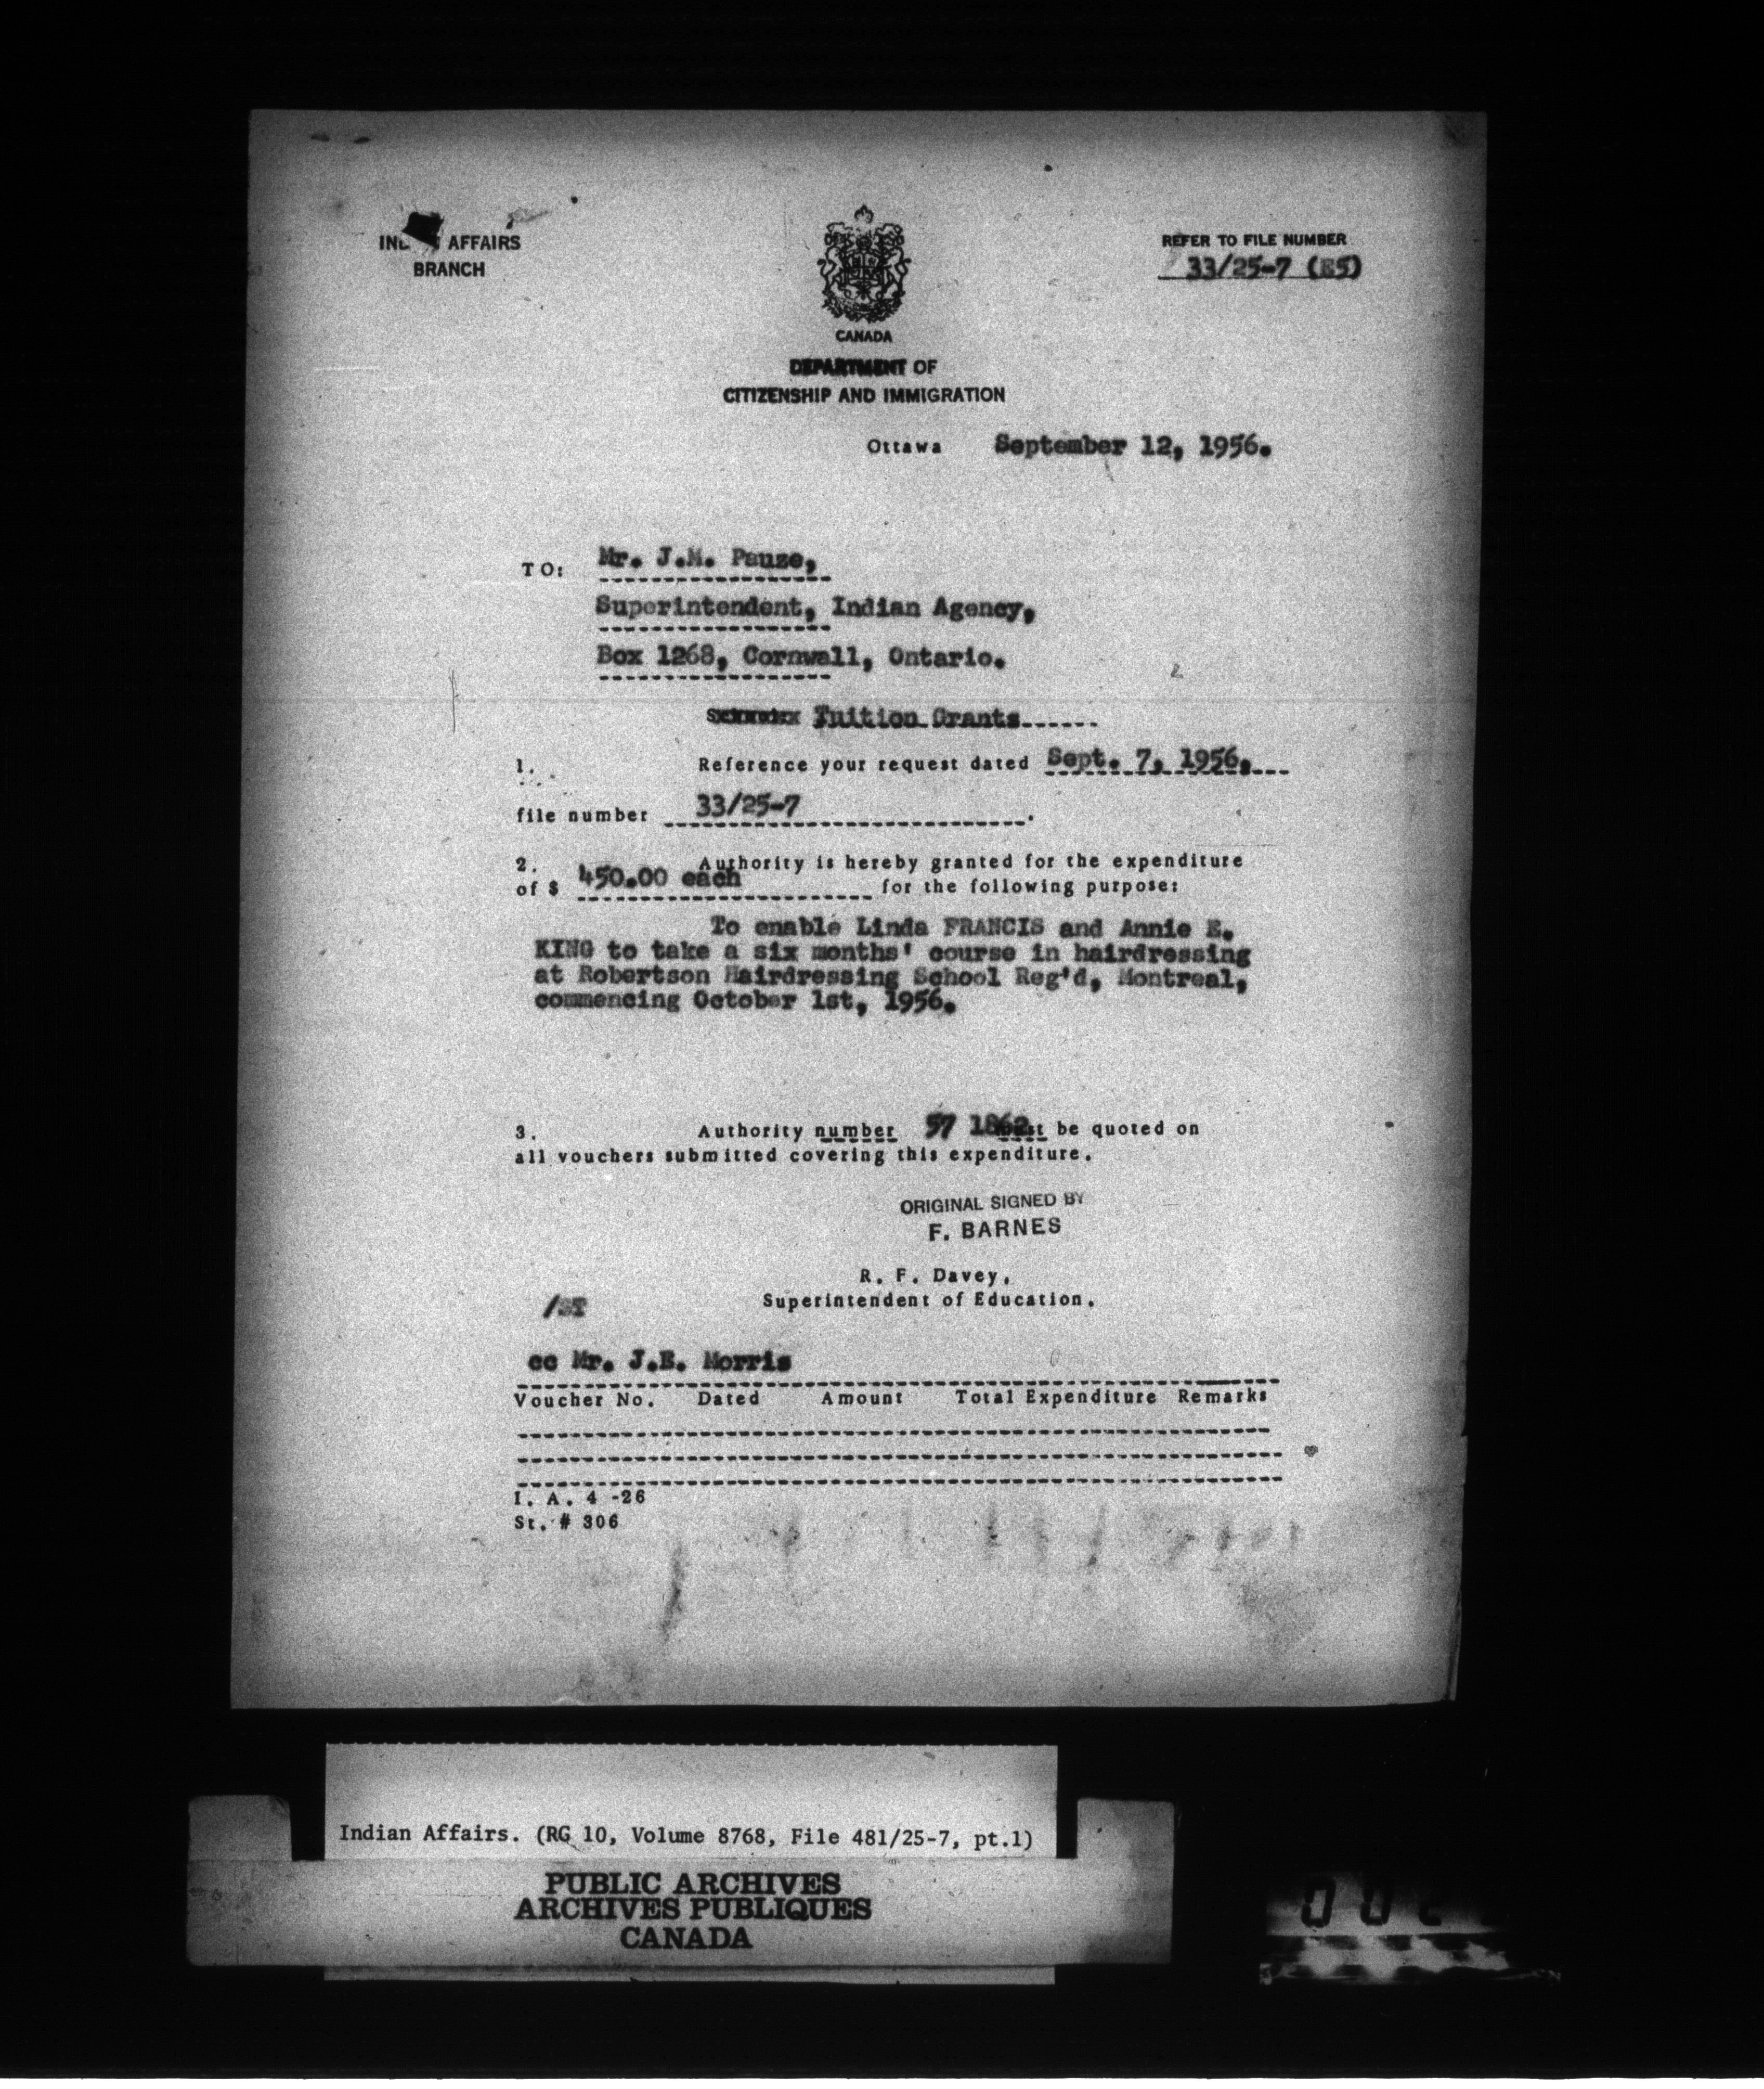 INDIAN AFFAIRS
BRANCH
REFER TO FILE NUMBER
33/25-7 (E5)
CANADA
DEPARTMENT OF
CITIZENSHIP AND IMMIGRATION
Ottawa September 12, 1956.
TO: Mr. J.M. Pauze,
Superintendent, Indian Agency,
Box 1268, Cornwall, Ontario.
Tuition Grants
1. Reference your request dated Sept. 7, 1956.
file number 33/25-7.
2. Authority is hereby granted for the expenditure
of $ 450.00 each for the following purpose:
To enable Linda FRANCIS and Annie E.
KING to take a six months' course in hairdressing
at Robertson Hairdressing School Reg'd, Montreal,
commencing October 1st, 1956.
3. Authority number 57 1862 must be quoted on
all vouchers submitted covering this expenditure.
ORIGINAL SIGNED BY
F. BARNES
R. F. Davey,
Superintendent of Education.
cc Mr. J.E. Morris
Voucher No. Dated Amount Total Expenditure Remarks
I. A. 4 -26
St. # 306
Indian Affairs. (RG 10, Volume 8768, File 481/25-7, pt.1)
PUBLIC ARCHIVES
ARCHIVES PUBLIQUES
CANADA